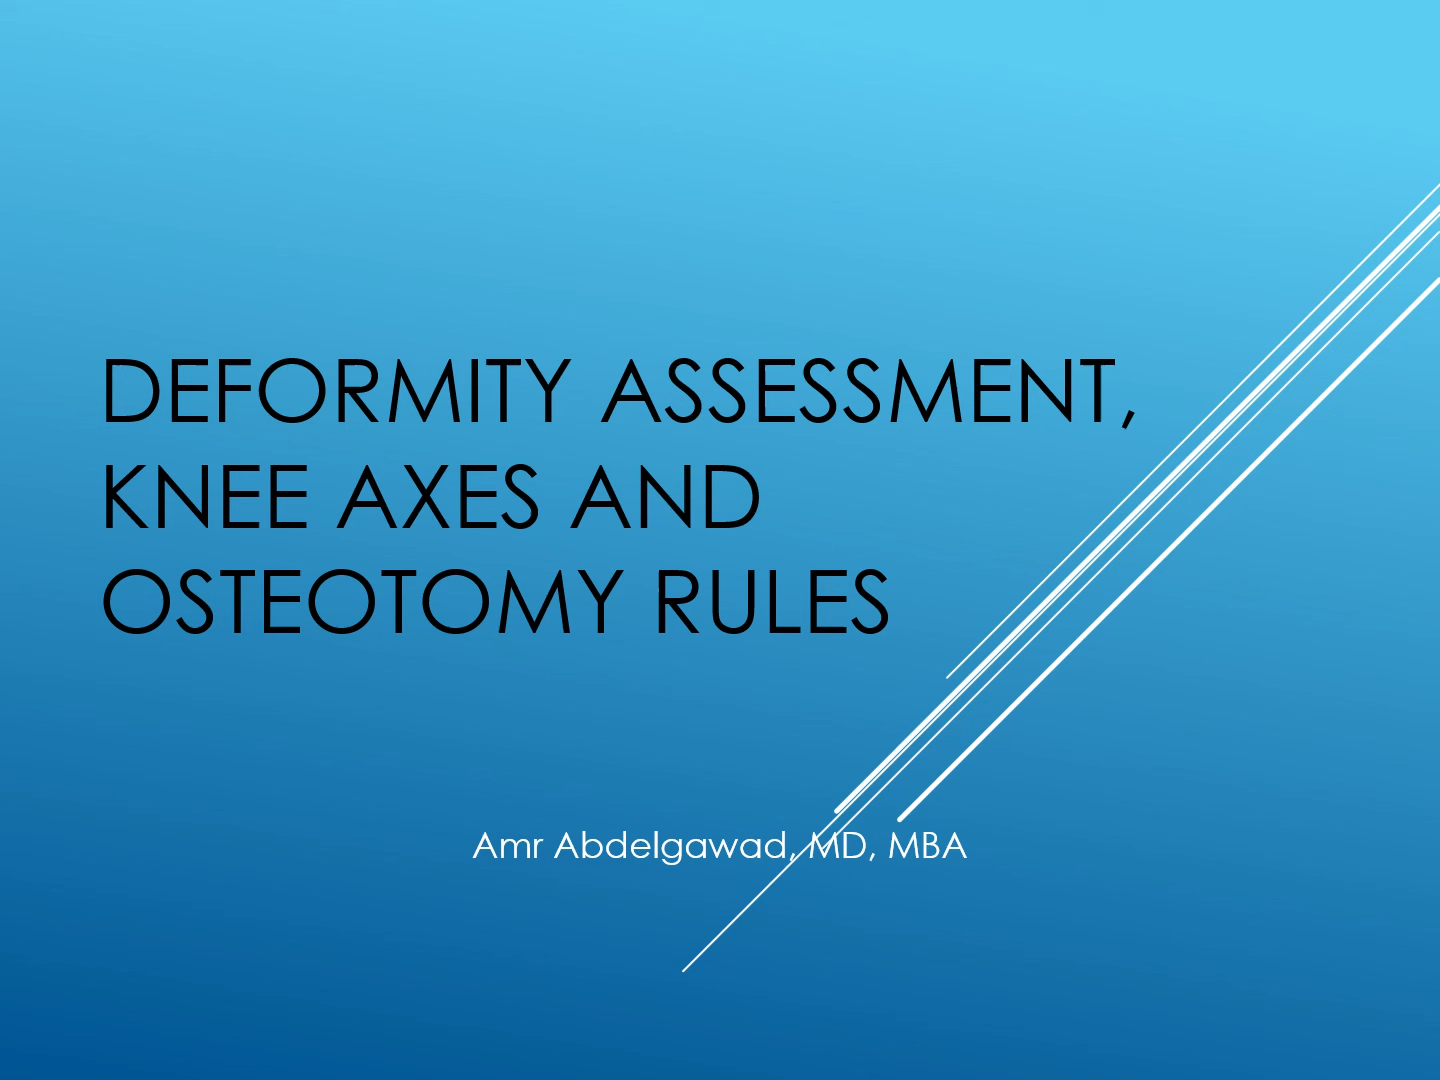 DEFORMITY ASSESSMENT,
KNEE AXES AND
OSTEOTOMY RULES
Amr Abdelgawad, MD, MBA